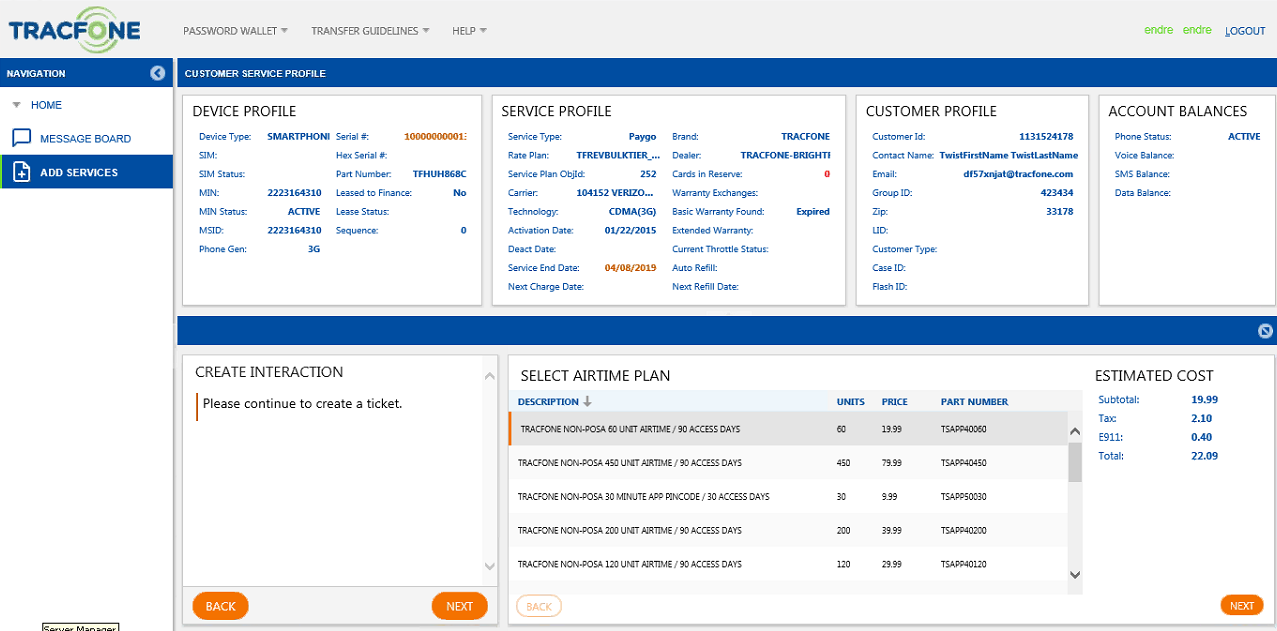 TRACFONE
PASSWORD WALLET TRANSFER GUIDELINES HELP endre endre LOGOUT
NAVIGATION
HOME
MESSAGE BOARD
ADD SERVICES
CUSTOMER SERVICE PROFILE
DEVICE PROFILE
Device Type: SMARTPHONI Serial #: 10000000001
SIM: Hex Serial #:
SIM Status: Part Number: TFHUH868C
MIN: 2223164310 Leased to Finance: No
MIN Status: ACTIVE Lease Status:
MSID: 2223164310 Sequence: 0
Phone Gen: 3G
SERVICE PROFILE
Service Type: Paygo Brand: TRACFONE
Rate Plan: TFREVBULKTIER_... Dealer: TRACFONE-BRIGHTI
Service Plan ObjId: 252 Cards in Reserve: 0
Carrier: 104152 VERIZO... Warranty Exchanges:
Technology: CDMA(3G) Basic Warranty Found: Expired
Activation Date: 01/22/2015 Extended Warranty:
Deact Date: Current Throttle Status:
Service End Date: 04/08/2019 Auto Refill:
Next Charge Date: Next Refill Date:
CUSTOMER PROFILE
Customer Id: 1131524178
Contact Name: TwistFirstName TwistLastName
Email: df57xnjat@tracfone.com
Group ID: 423434
Zip: 33178
LID:
Customer Type:
Case ID:
Flash ID:
ACCOUNT BALANCES
Phone Status: ACTIVE
Voice Balance:
SMS Balance:
Data Balance:
CREATE INTERACTION
Please continue to create a ticket.
BACK NEXT
SELECT AIRTIME PLAN
DESCRIPTION UNITS PRICE PART NUMBER
TRACFONE NON-POSA 60 UNIT AIRTIME / 90 ACCESS DAYS 60 19.99 TSAPP40060
TRACFONE NON-POSA 450 UNIT AIRTIME / 90 ACCESS DAYS 450 79.99 TSAPP40450
TRACFONE NON-POSA 30 MINUTE APP PINCODE / 30 ACCESS DAYS 30 9.99 TSAPP50030
TRACFONE NON-POSA 200 UNIT AIRTIME / 90 ACCESS DAYS 200 39.99 TSAPP40200
TRACFONE NON-POSA 120 UNIT AIRTIME / 90 ACCESS DAYS 120 29.99 TSAPP40120
BACK
ESTIMATED COST
Subtotal: 19.99
Tax: 2.10
E911: 0.40
Total: 22.09
NEXT
Server Manager